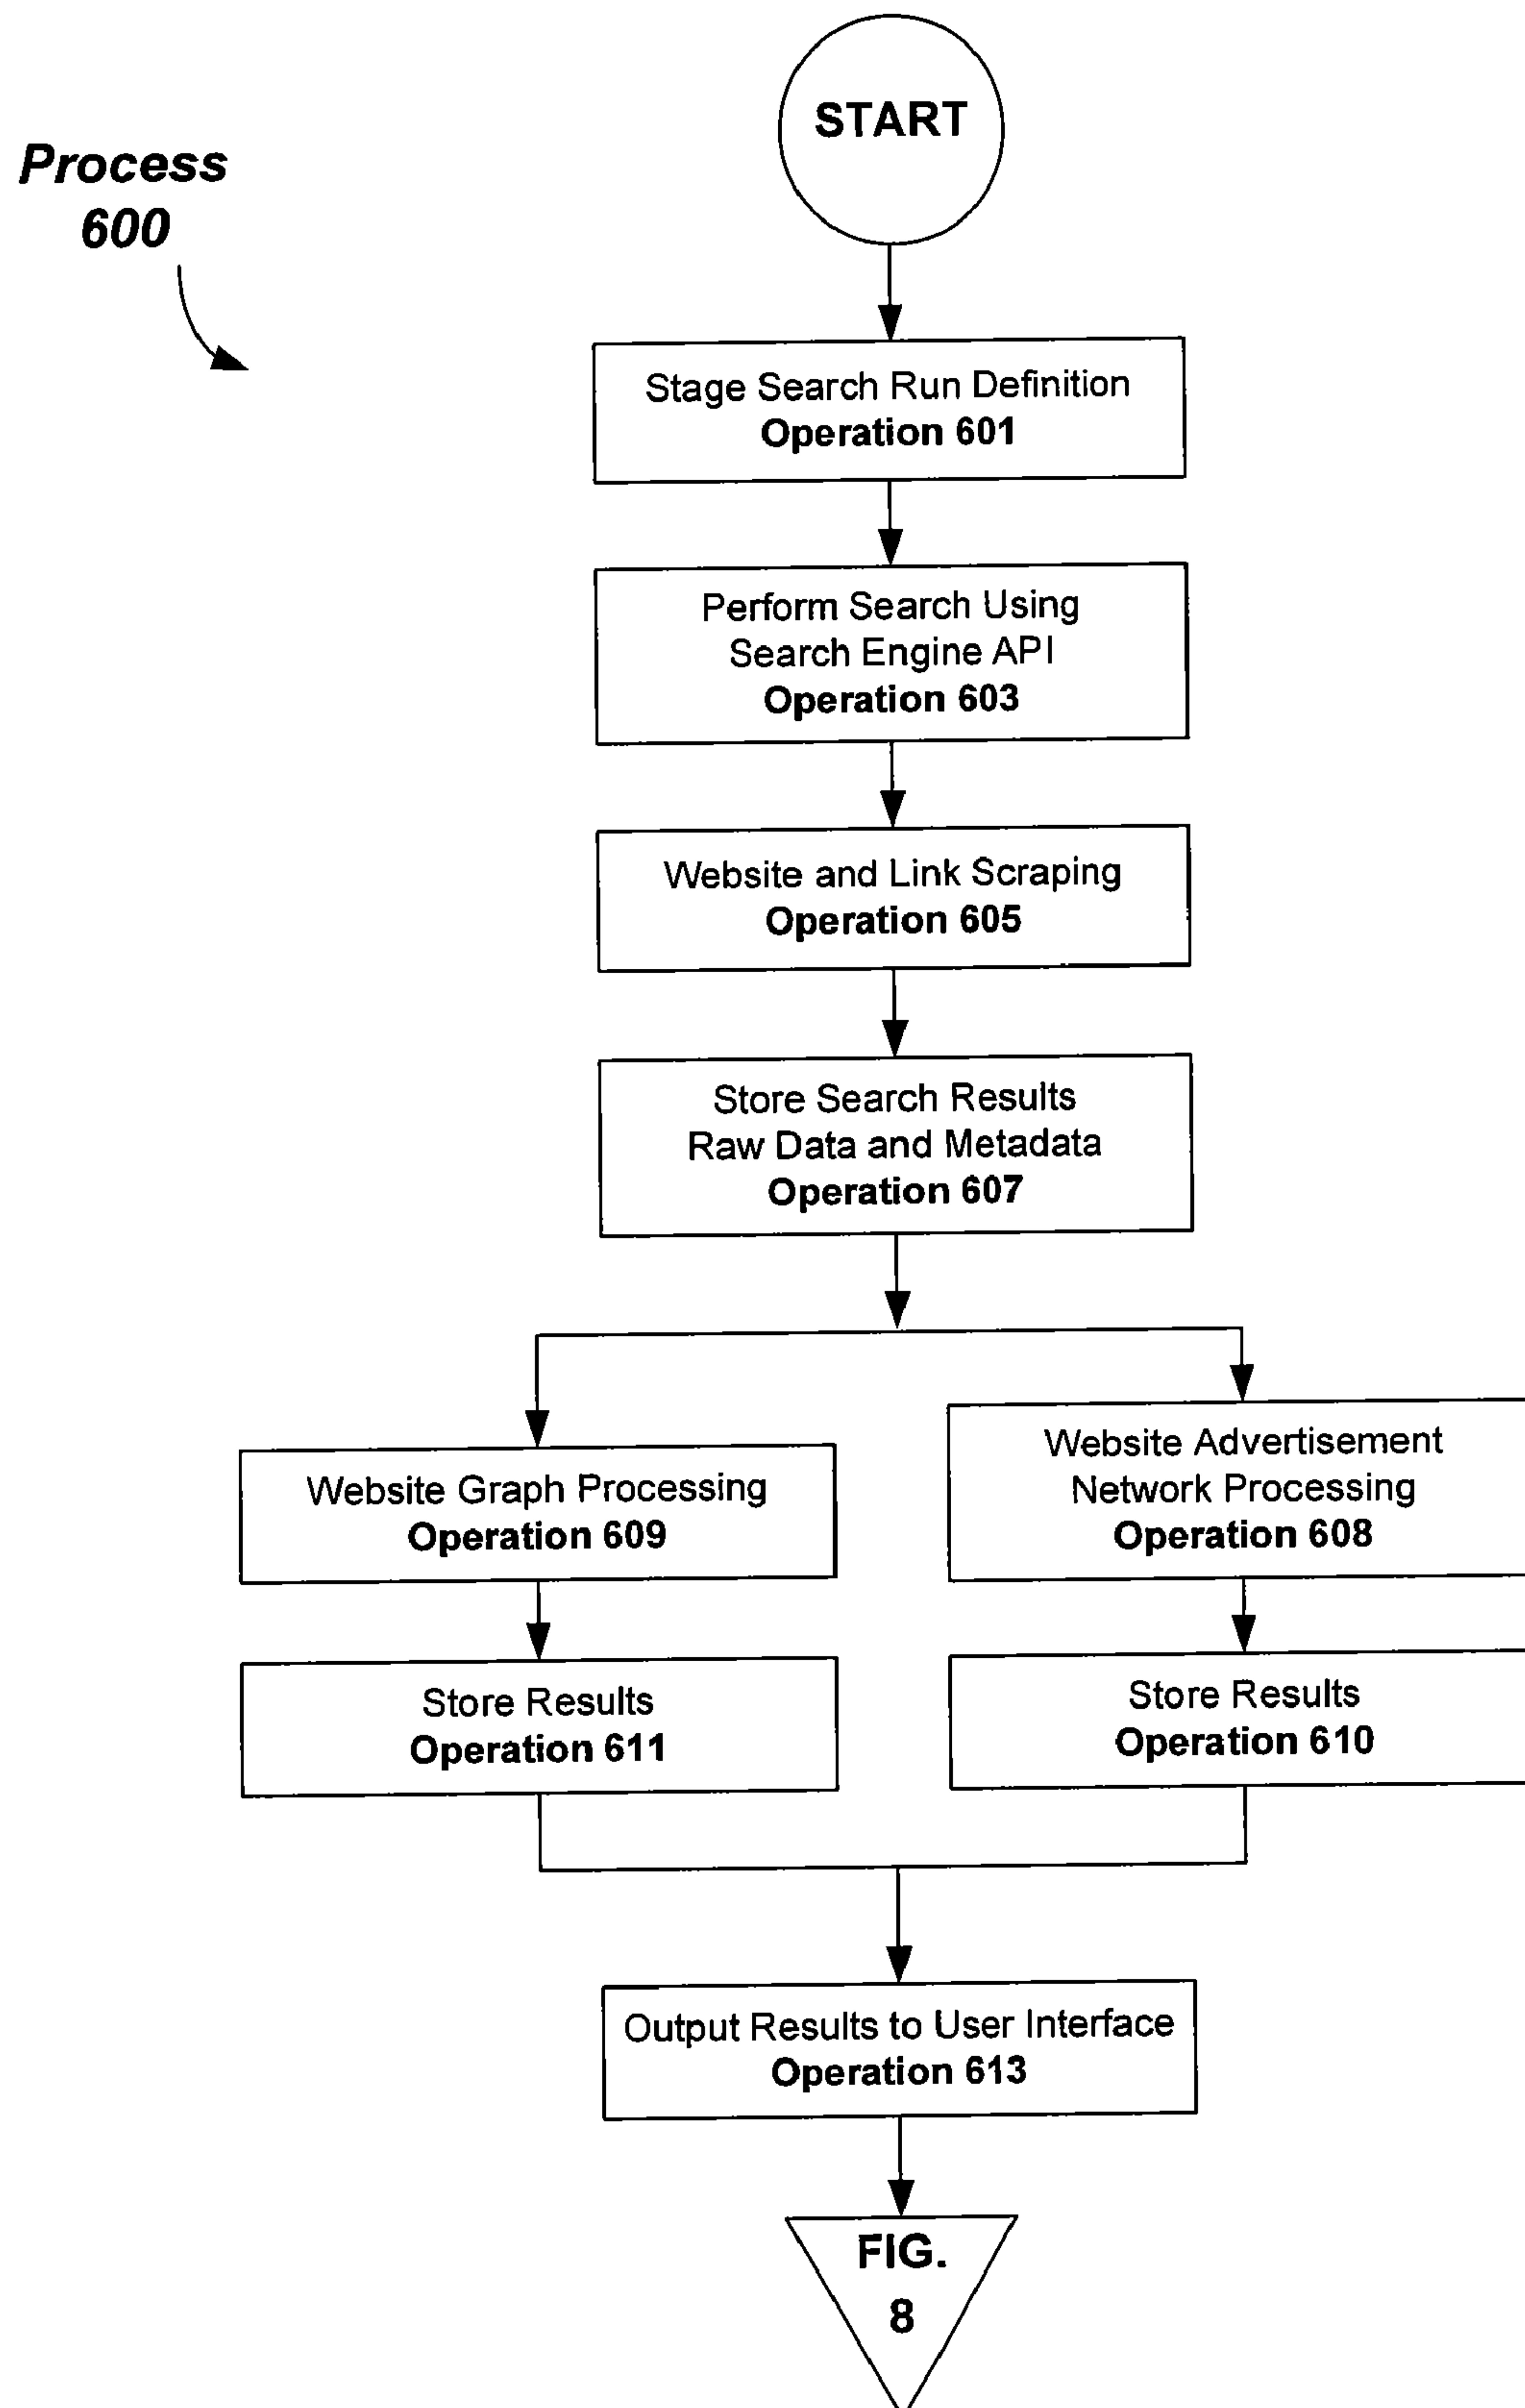 START
Process
600
Stage Search Run Definition
Operation 601
Perform Search Using
Search Engine API
Operation 603
Website and Link Scraping
Operation 605
Store Search Results
Raw Data and Metadata
Operation 607
Website Graph Processing
Operation 609
Website Advertisement
Network Processing
Operation 608
Store Results
Operation 611
Store Results
Operation 610
Output Results to User Interface
Operation 613
FIG.
8